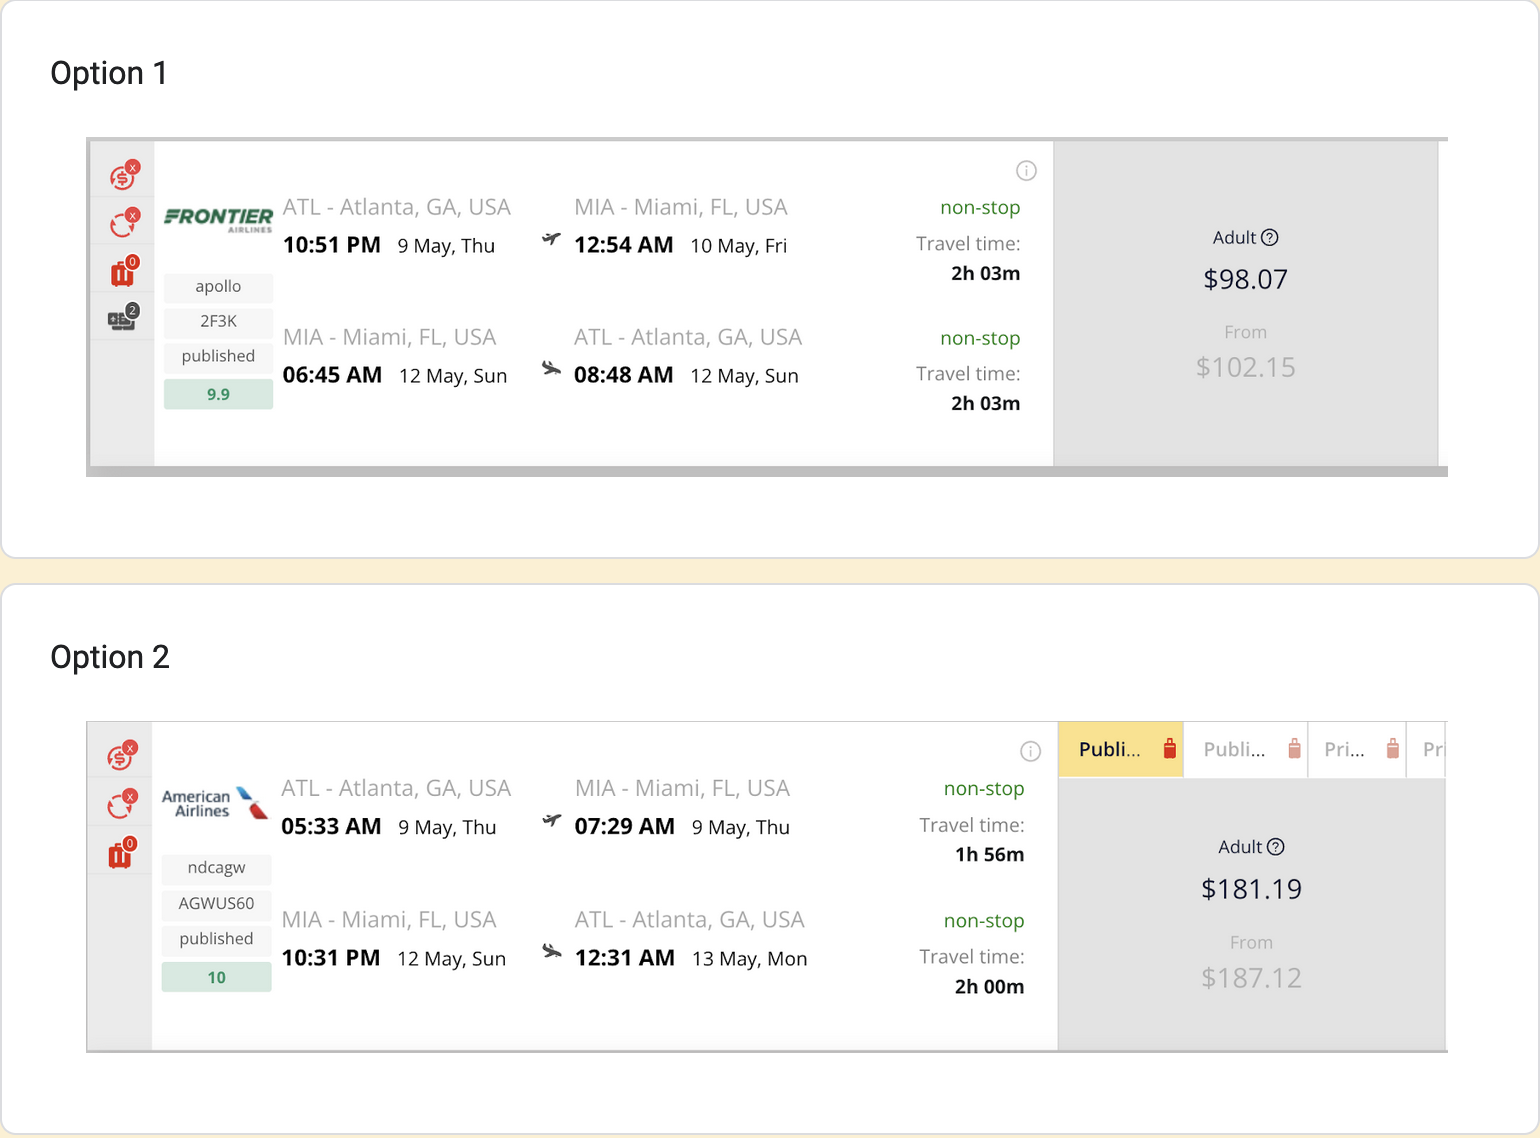 Option 1
FRONTIER
AIRLINES
ATL - Atlanta, GA, USA
MIA - Miami, FL, USA
non-stop
10:51 PM 9 May, Thu
12:54 AM 10 May, Fri
Travel time:
2h 03m
x
x
0
2
apollo
2F3K
published
9.9
MIA - Miami, FL, USA
ATL - Atlanta, GA, USA
non-stop
06:45 AM 12 May, Sun
08:48 AM 12 May, Sun
Travel time:
2h 03m
Adult
$98.07
From
$102.15
Option 2
American
Airlines
ATL - Atlanta, GA, USA
MIA - Miami, FL, USA
non-stop
05:33 AM 9 May, Thu
07:29 AM 9 May, Thu
Travel time:
1h 56m
x
x
0
ndcagw
AGWUS60
published
10
MIA - Miami, FL, USA
ATL - Atlanta, GA, USA
non-stop
10:31 PM 12 May, Sun
12:31 AM 13 May, Mon
Travel time:
2h 00m
Publi... Publi... Pri... Pri
Adult
$181.19
From
$187.12